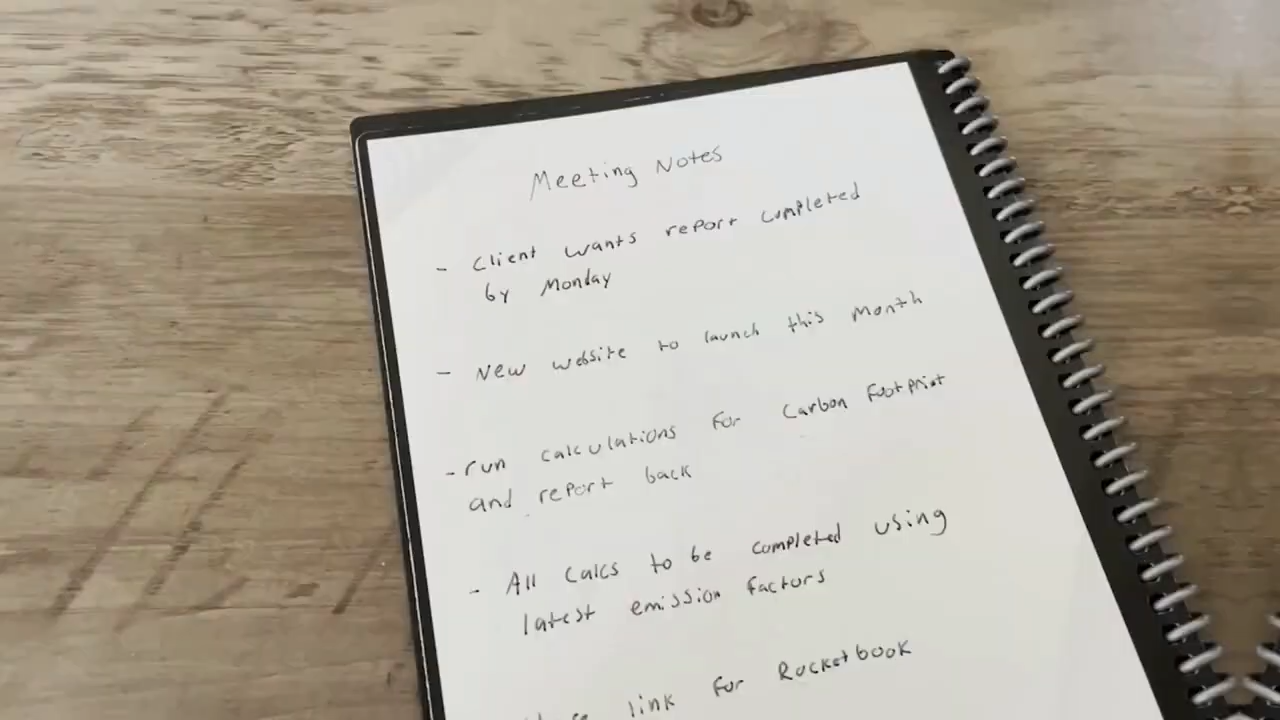 Meeting Notes
- Client wants report completed
by Monday
- New website to launch this month
- run calculations for Carbon footprint
and report back
- All Calcs to be completed using
latest emission factors
link for Rocketbook